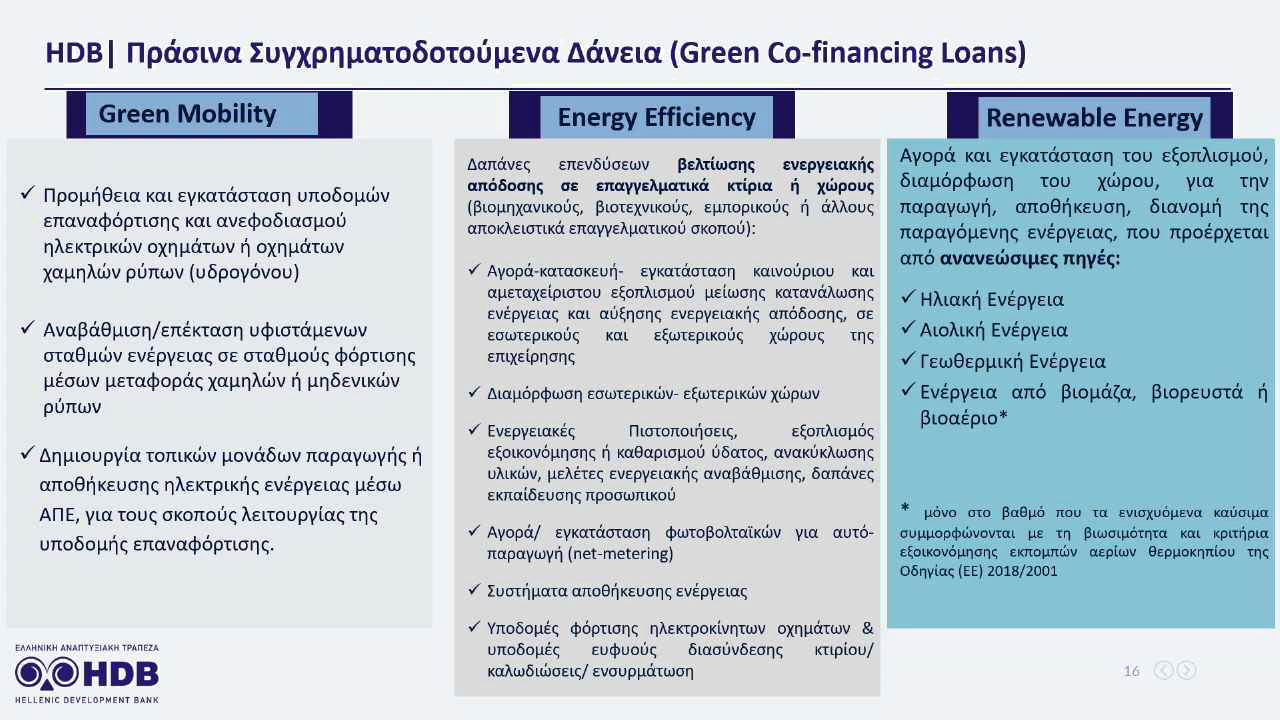 HDB| Πράσινα Συγχρηματοδοτούμενα Δάνεια (Green Co-financing Loans)
Green Mobility
✓ Προμήθεια και εγκατάσταση υποδομών
επαναφόρτισης και ανεφοδιασμού
ηλεκτρικών οχημάτων ή οχημάτων
χαμηλών ρύπων (υδρογόνου)
✓ Αναβάθμιση/επέκταση υφιστάμενων
σταθμών ενέργειας σε σταθμούς φόρτισης
μέσων μεταφοράς χαμηλών ή μηδενικών
ρύπων
✓ Δημιουργία τοπικών μονάδων παραγωγής ή
αποθήκευσης ηλεκτρικής ενέργειας μέσω
ΑΠΕ, για τους σκοπούς λειτουργίας της
υποδομής επαναφόρτισης.
Energy Efficiency
Δαπάνες επενδύσεων βελτίωσης ενεργειακής
απόδοσης σε επαγγελματικά κτίρια ή χώρους
(βιομηχανικούς, βιοτεχνικούς, εμπορικούς ή άλλους
αποκλειστικά επαγγελματικού σκοπού):
✓ Αγορά-κατασκευή- εγκατάσταση καινούριου και
αμεταχείριστου εξοπλισμού μείωσης κατανάλωσης
ενέργειας και αύξησης ενεργειακής απόδοσης, σε
εσωτερικούς και εξωτερικούς χώρους της
επιχείρησης
✓ Διαμόρφωση εσωτερικών- εξωτερικών χώρων
✓ Ενεργειακές Πιστοποιήσεις, εξοπλισμός
εξοικονόμησης ή καθαρισμού ύδατος, ανακύκλωσης
υλικών, μελέτες ενεργειακής αναβάθμισης, δαπάνες
εκπαίδευσης προσωπικού
✓ Αγορά/ εγκατάσταση φωτοβολταϊκών για αυτό-
παραγωγή (net-metering)
✓ Συστήματα αποθήκευσης ενέργειας
✓ Υποδομές φόρτισης ηλεκτροκίνητων οχημάτων &
υποδομές ευφυούς διασύνδεσης κτιρίου/
καλωδιώσεις/ ενσυρμάτωση
Renewable Energy
Αγορά και εγκατάσταση του εξοπλισμού,
διαμόρφωση του χώρου, για την
παραγωγή, αποθήκευση, διανομή της
παραγόμενης ενέργειας, που προέρχεται
από ανανεώσιμες πηγές:
✓ Ηλιακή Ενέργεια
✓ Αιολική Ενέργεια
✓ Γεωθερμική Ενέργεια
✓ Ενέργεια από βιομάζα, βιορευστά ή
βιοαέριο*
* μόνο στο βαθμό που τα ενισχυόμενα καύσιμα
συμμορφώνονται με τη βιωσιμότητα και κριτήρια
εξοικονόμησης εκπομπών αερίων θερμοκηπίου της
Οδηγίας (ΕΕ) 2018/2001
ΕΛΛΗΝΙΚΗ ΑΝΑΠΤΥΞΙΑΚΗ ΤΡΑΠΕΖΑ
HDB
HELLENIC DEVELOPMENT BANK
16